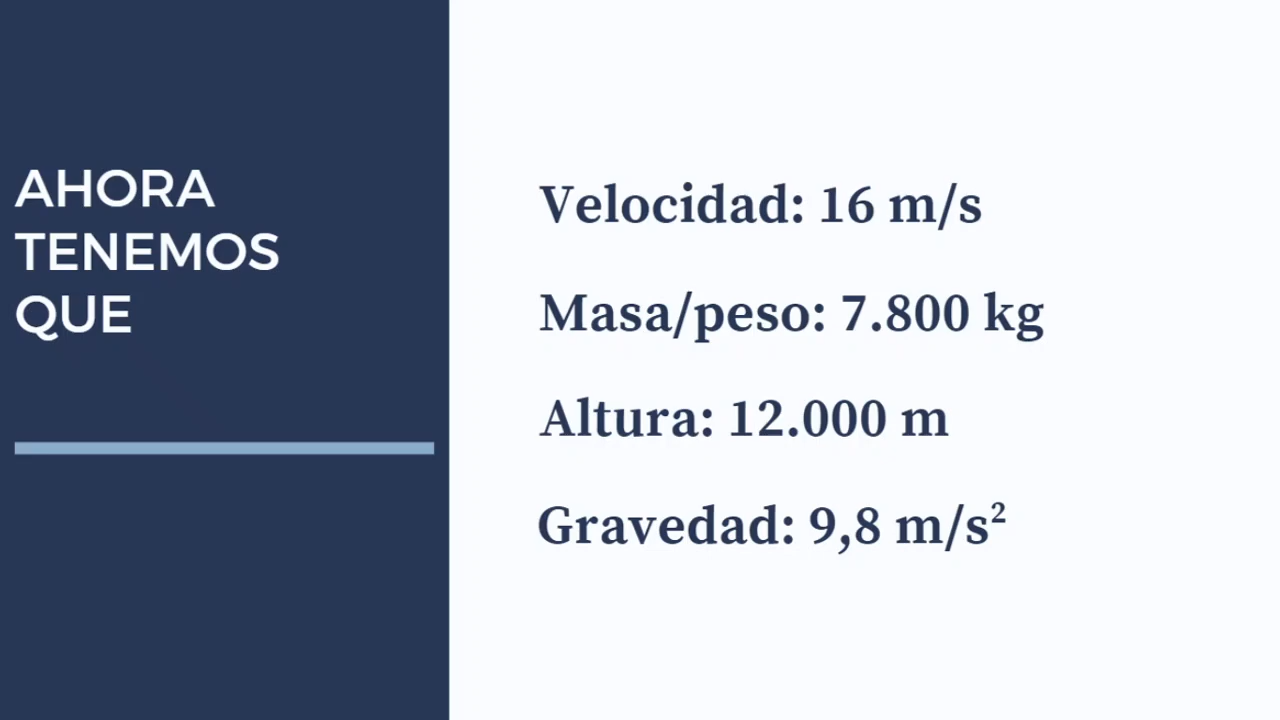 AHORA
TENEMOS
QUE
Velocidad: 16 m/s
Masa/peso: 7.800 kg
Altura: 12.000 m
Gravedad: 9,8 m/s²